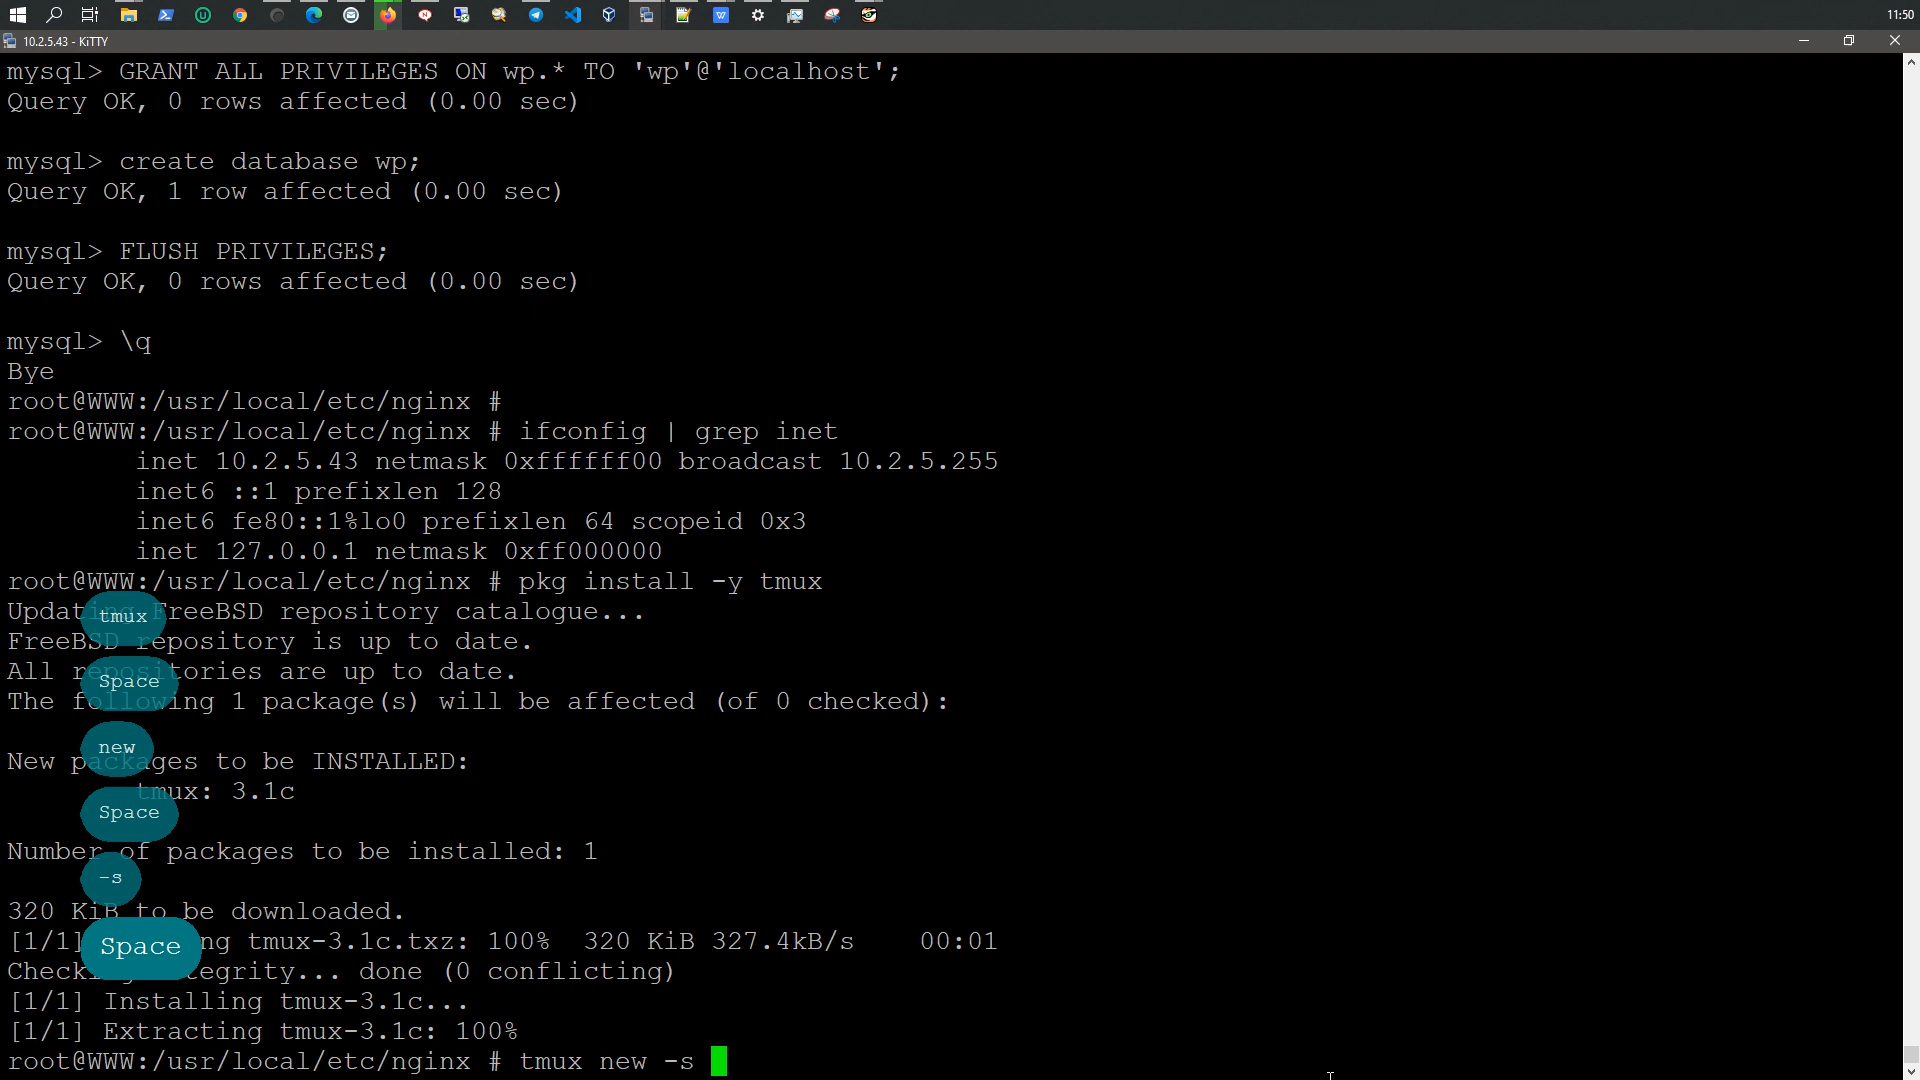 11:50
10.2.5.43 - KiTTY
mysql> GRANT ALL PRIVILEGES ON wp.* TO 'wp'@'localhost';
Query OK, 0 rows affected (0.00 sec)
mysql> create database wp;
Query OK, 1 row affected (0.00 sec)
mysql> FLUSH PRIVILEGES;
Query OK, 0 rows affected (0.00 sec)
mysql> \q
Bye
root@WWW:/usr/local/etc/nginx #
root@WWW:/usr/local/etc/nginx # ifconfig | grep inet
inet 10.2.5.43 netmask 0xffffff00 broadcast 10.2.5.255
inet6 ::1 prefixlen 128
inet6 fe80::1%lo0 prefixlen 64 scopeid 0x3
inet 127.0.0.1 netmask 0xff000000
root@WWW:/usr/local/etc/nginx # pkg install -y tmux
Updating FreeBSD repository catalogue...
tmux
FreeBSD repository is up to date.
All repositories are up to date.
Space
The following 1 package(s) will be affected (of 0 checked):
new
New packages to be INSTALLED:
tmux: 3.1c
Space
Number of packages to be installed: 1
-s
320 KiB to be downloaded.
[1/1] ng tmux-3.1c.txz: 100% 320 KiB 327.4kB/s 00:01
Space
Checking integrity... done (0 conflicting)
[1/1] Installing tmux-3.1c...
[1/1] Extracting tmux-3.1c: 100%
root@WWW:/usr/local/etc/nginx # tmux new -s